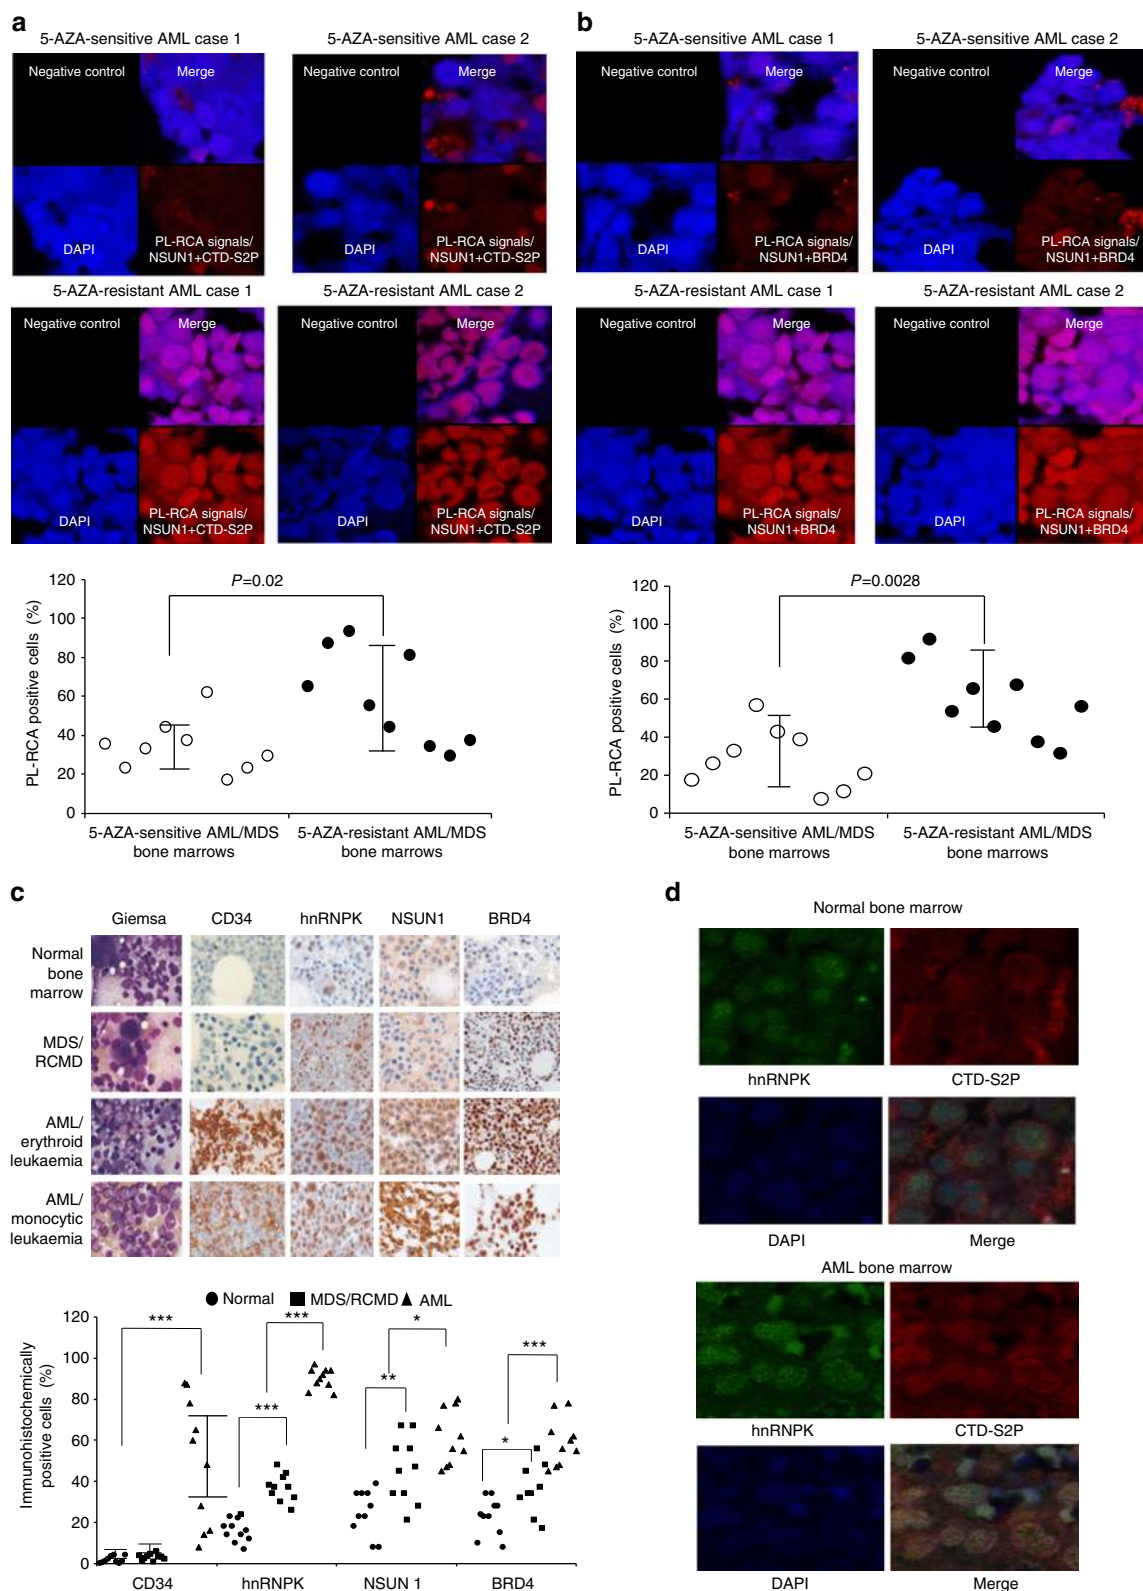 a
5-AZA-sensitive AML case 1
5-AZA-sensitive AML case 2
Negative control
Merge
Negative control
Merge
DAPI
PL-RCA signals/
NSUN1+CTD-S2P
DAPI
PL-RCA signals/
NSUN1+CTD-S2P
5-AZA-resistant AML case 1
5-AZA-resistant AML case 2
Negative control
Merge
Negative control
Merge
DAPI
PL-RCA signals/
NSUN1+CTD-S2P
DAPI
PL-RCA signals/
NSUN1+CTD-S2P
PL-RCA positive cells (%)
120
100
80
60
40
20
0
P=0.02
5-AZA-sensitive AML/MDS
bone marrows
5-AZA-resistant AML/MDS
bone marrows
b
5-AZA-sensitive AML case 1
5-AZA-sensitive AML case 2
Negative control
Merge
Negative control
Merge
DAPI
PL-RCA signals/
NSUN1+BRD4
DAPI
PL-RCA signals/
NSUN1+BRD4
5-AZA-resistant AML case 1
5-AZA-resistant AML case 2
Negative control
Merge
Negative control
Merge
DAPI
PL-RCA signals/
NSUN1+BRD4
DAPI
PL-RCA signals/
NSUN1+BRD4
PL-RCA positive cells (%)
120
100
80
60
40
20
0
P=0.0028
5-AZA-sensitive AML/MDS
bone marrows
5-AZA-resistant AML/MDS
bone marrows
c
Giemsa
CD34
hnRNPK
NSUN1
BRD4
Normal
bone
marrow
MDS/
RCMD
AML/
erythroid
leukaemia
AML/
monocytic
leukaemia
Normal
MDS/RCMD
AML
Immunohistochemically
positive cells (%)
120
100
80
60
40
20
0
***
***
***
**
*
*
***
CD34
hnRNPK
NSUN 1
BRD4
d
Normal bone marrow
hnRNPK
CTD-S2P
DAPI
Merge
AML bone marrow
hnRNPK
CTD-S2P
DAPI
Merge